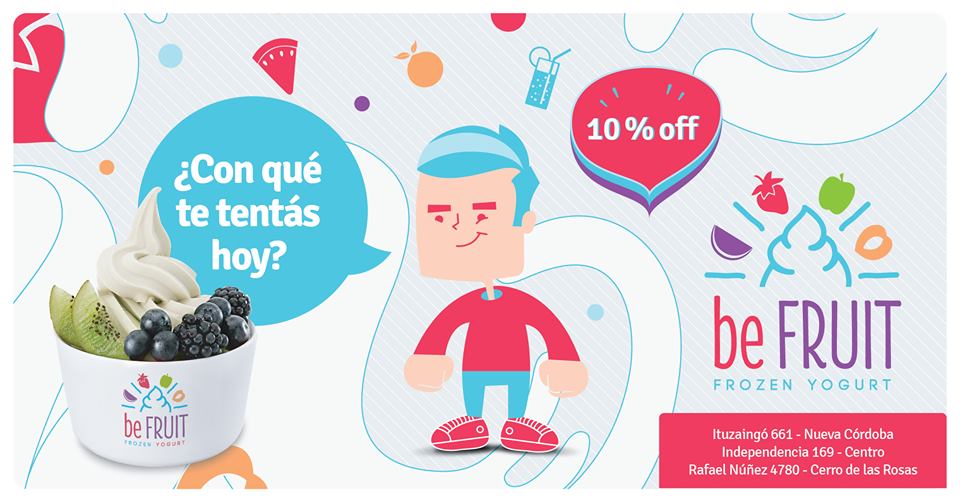 ¿Con qué
te tentás
hoy?
10 % off
be FRUIT
FROZEN YOGURT
be FRUIT
FROZEN YOGURT
Ituzaingó 661 - Nueva Córdoba
Independencia 169 - Centro
Rafael Núñez 4780 - Cerro de las Rosas